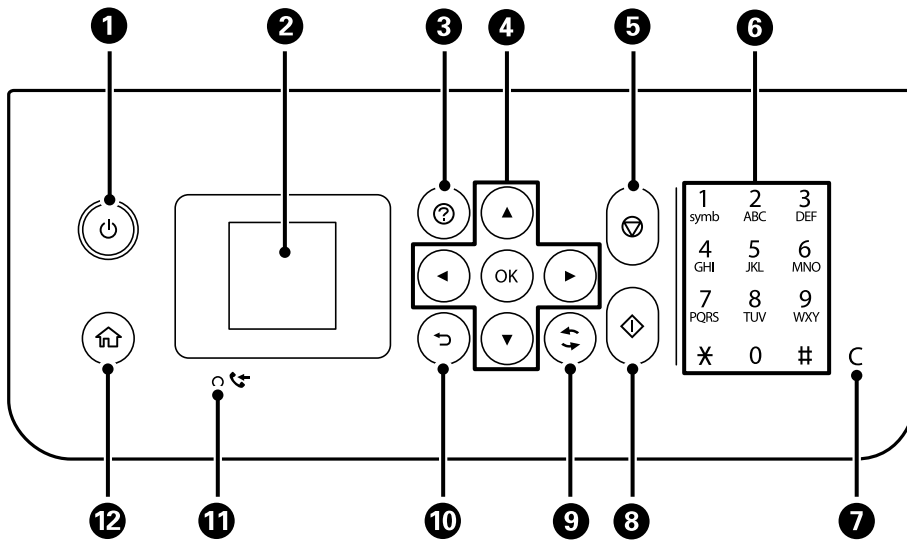 1 2 3 4 5 6
1 2 3
symb ABC DEF
?
OK
4 5 6
GHI JKL MNO
7 8 9
PQRS TUV WXY
* 0 #
C
12 11 10 9 8 7